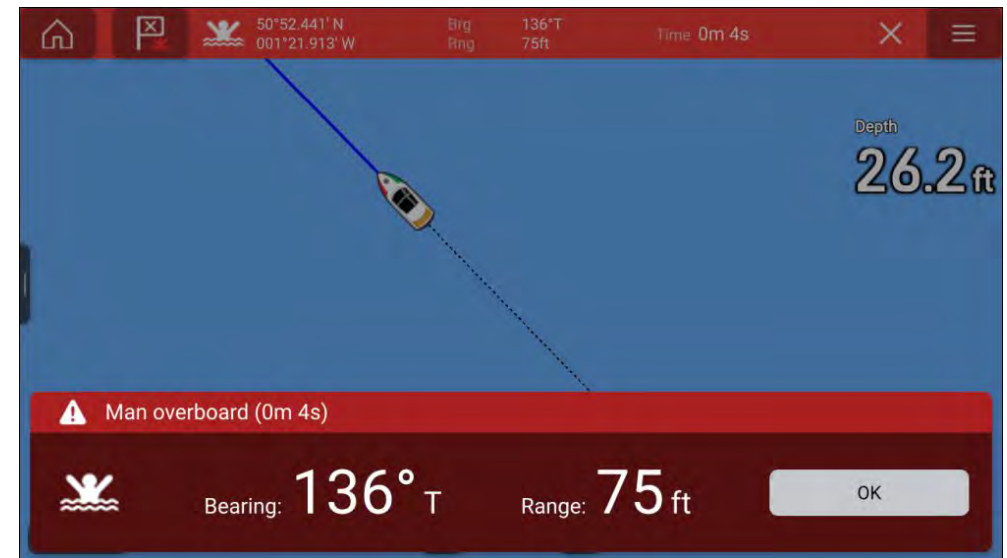 50°52.441' N Brg 136°T
001°21.913' W Rng 75ft
Time 0m 4s
Depth
26.2 ft
Man overboard (0m 4s)
Bearing: 136° T Range: 75 ft OK